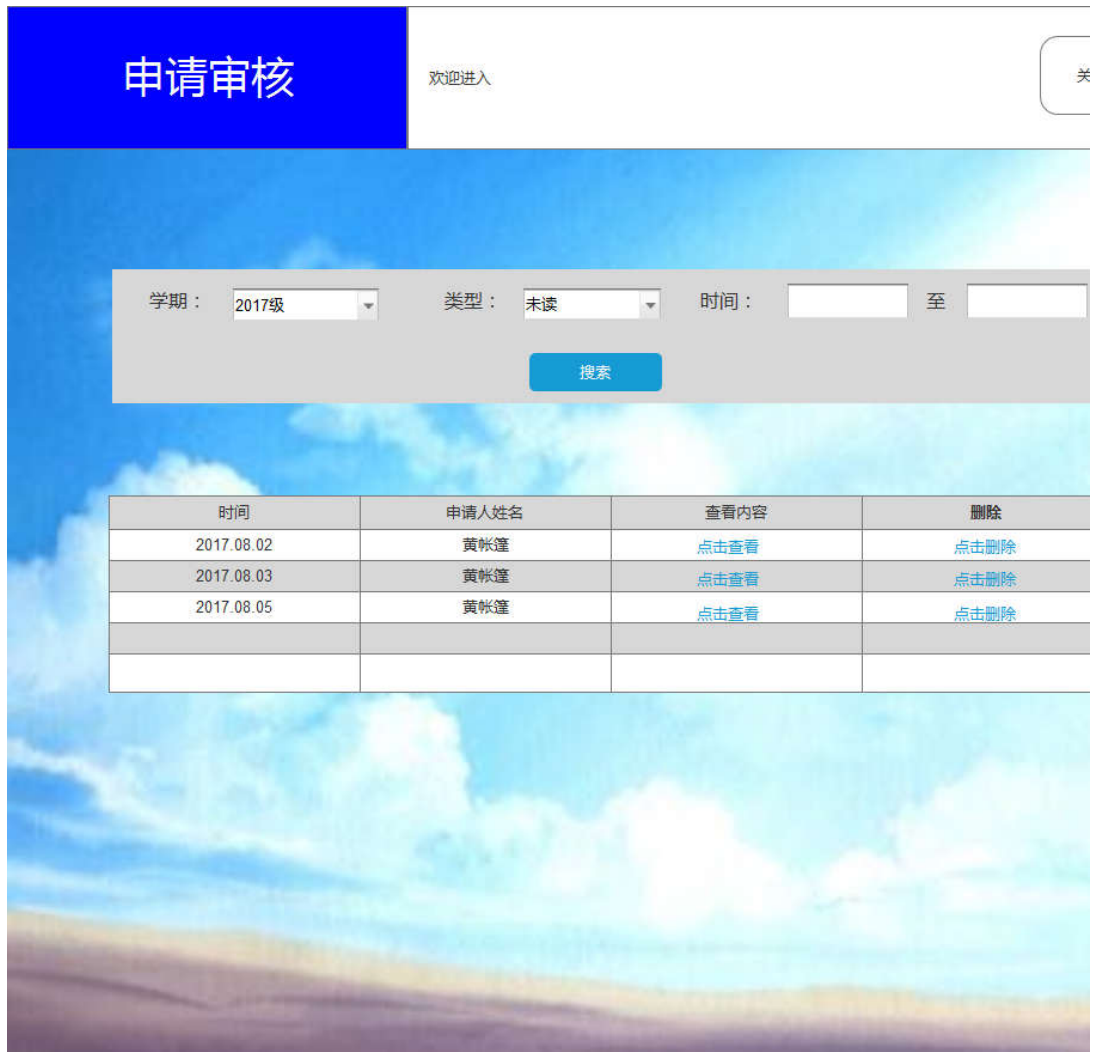 申请审核
欢迎进入
关
学期： 2017级 类型： 未读 时间： 至
搜索
时间 申请人姓名 查看内容 删除
2017.08.02 黄帐篷 点击查看 点击删除
2017.08.03 黄帐篷 点击查看 点击删除
2017.08.05 黄帐篷 点击查看 点击删除